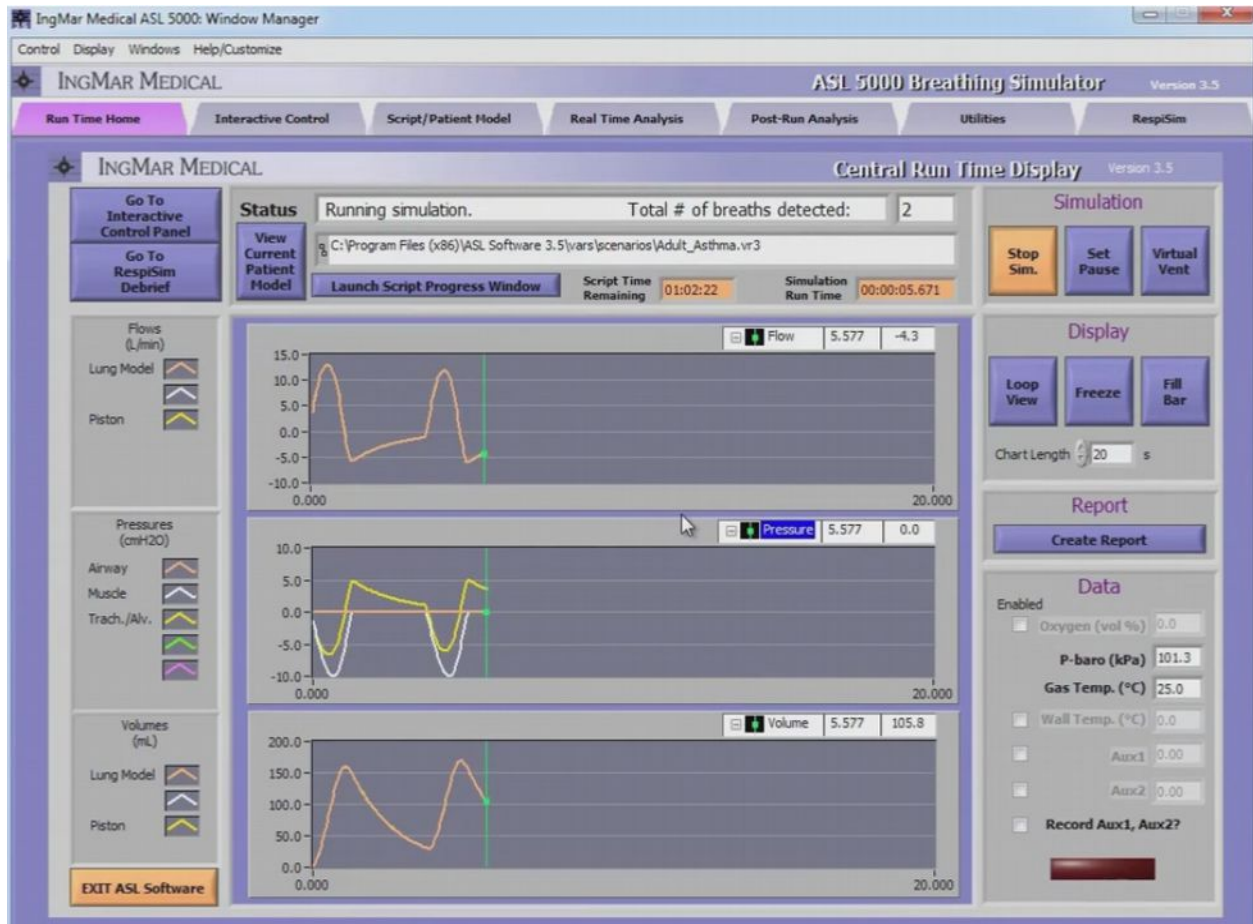 IngMar Medical ASL 5000: Window Manager
Control Display Windows Help/Customize
INGMAR MEDICAL ASL 5000 Breathing Simulator Version 3.5
Run Time Home Interactive Control Script/Patient Model Real Time Analysis Post-Run Analysis Utilities RespiSim
INGMAR MEDICAL Central Run Time Display Version 3.5
Go To
Interactive
Control Panel
Go To
RespiSim
Debrief
Status Running simulation. Total # of breaths detected: 2
View
Current
Patient
Model
C:\Program Files (x86)\ASL Software 3.5\vars\scenarios\Adult_Asthma.vr3
Launch Script Progress Window
Script Time
Remaining
01:02:22
Simulation
Run Time
00:00:05.671
Simulation
Stop
Sim.
Set
Pause
Virtual
Vent
Flows
(L/min)
Lung Model
Piston
Flow 5.577 -4.3
15.0
10.0
5.0
0.0
-5.0
-10.0
0.000 20.000
Display
Loop
View
Freeze
Fill
Bar
Chart Length 20 s
Pressures
(cmH2O)
Airway
Muscle
Trach./Alv.
Pressure 5.577 0.0
10.0
5.0
0.0
-5.0
-10.0
0.000 20.000
Report
Create Report
Data
Enabled
Oxygen (vol %) 0.0
P-baro (kPa) 101.3
Gas Temp. (°C) 25.0
Wall Temp. (°C) 0.0
Aux1 0.00
Aux2 0.00
Record Aux1, Aux2?
Volumes
(mL)
Lung Model
Piston
Volume 5.577 105.8
200.0
150.0
100.0
50.0
0.0
0.000 20.000
EXIT ASL Software